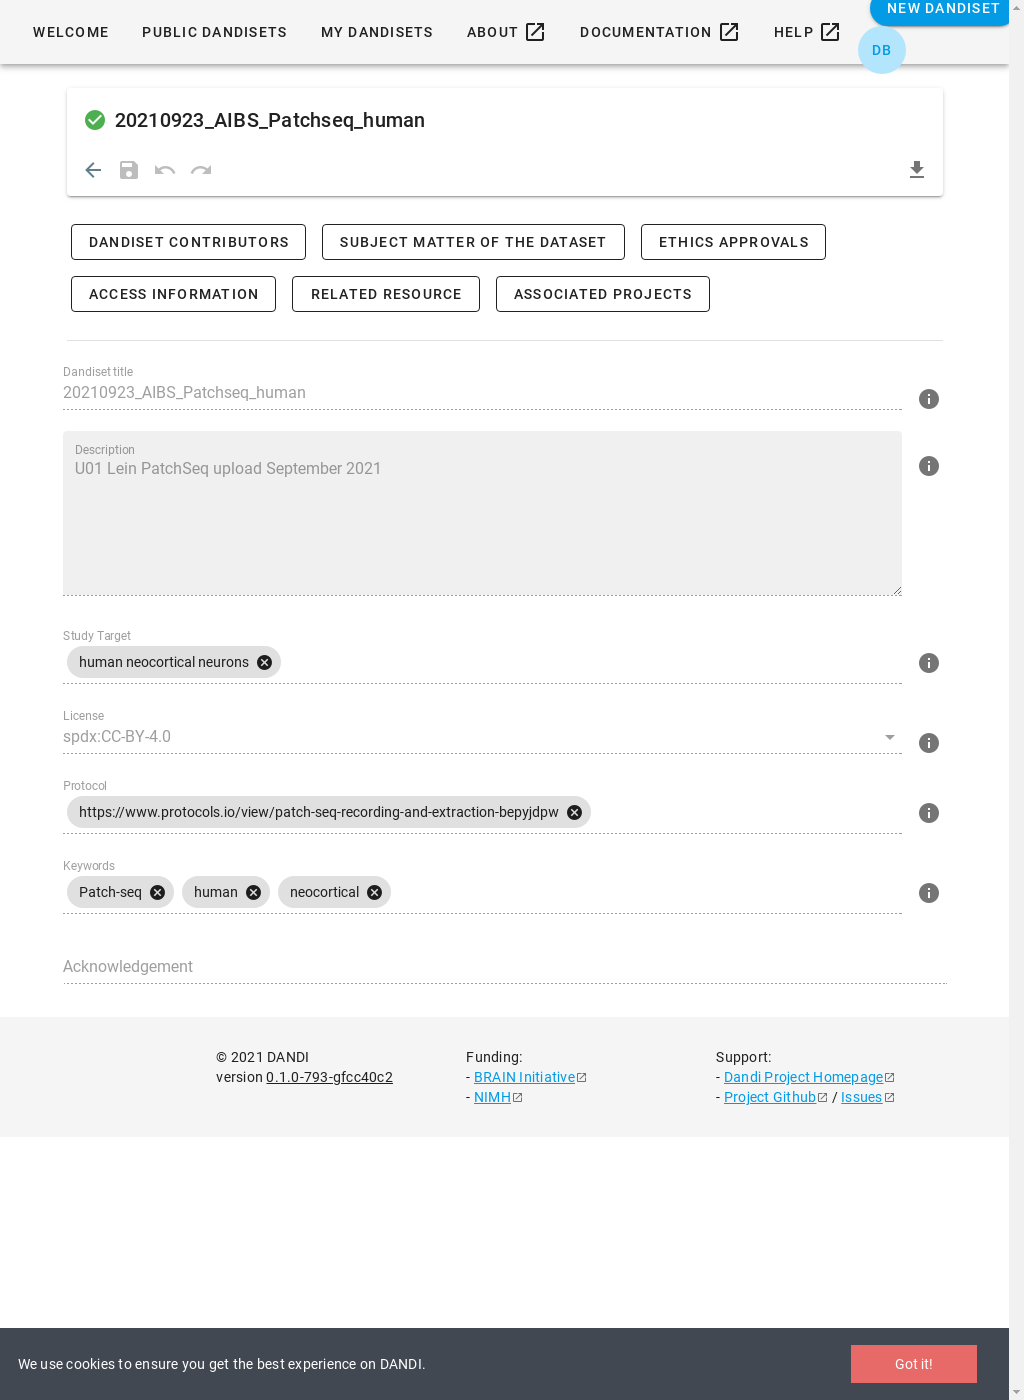 WELCOME PUBLIC DANDISETS MY DANDISETS ABOUT DOCUMENTATION HELP NEW DANDISET
DB
20210923_AIBS_Patchseq_human
DANDISET CONTRIBUTORS SUBJECT MATTER OF THE DATASET ETHICS APPROVALS
ACCESS INFORMATION RELATED RESOURCE ASSOCIATED PROJECTS
Dandiset title
20210923_AIBS_Patchseq_human
Description
U01 Lein PatchSeq upload September 2021
Study Target
human neocortical neurons
License
spdx:CC-BY-4.0
Protocol
https://www.protocols.io/view/patch-seq-recording-and-extraction-bepyjdpw
Keywords
Patch-seq human neocortical
Acknowledgement
© 2021 DANDI
version 0.1.0-793-gfcc40c2
Funding:
- BRAIN Initiative
- NIMH
Support:
- Dandi Project Homepage
- Project Github / Issues
We use cookies to ensure you get the best experience on DANDI.
Got it!